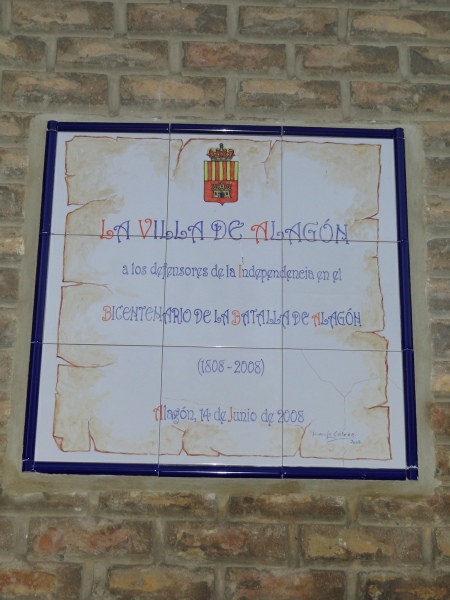 LA VILLA DE ALAGÓN
a los defensores de la Independencia en el
BICENTENARIO DE LA BATALLA DE ALAGÓN
(1808-2008)
Alagón, 14 de Junio de 2008